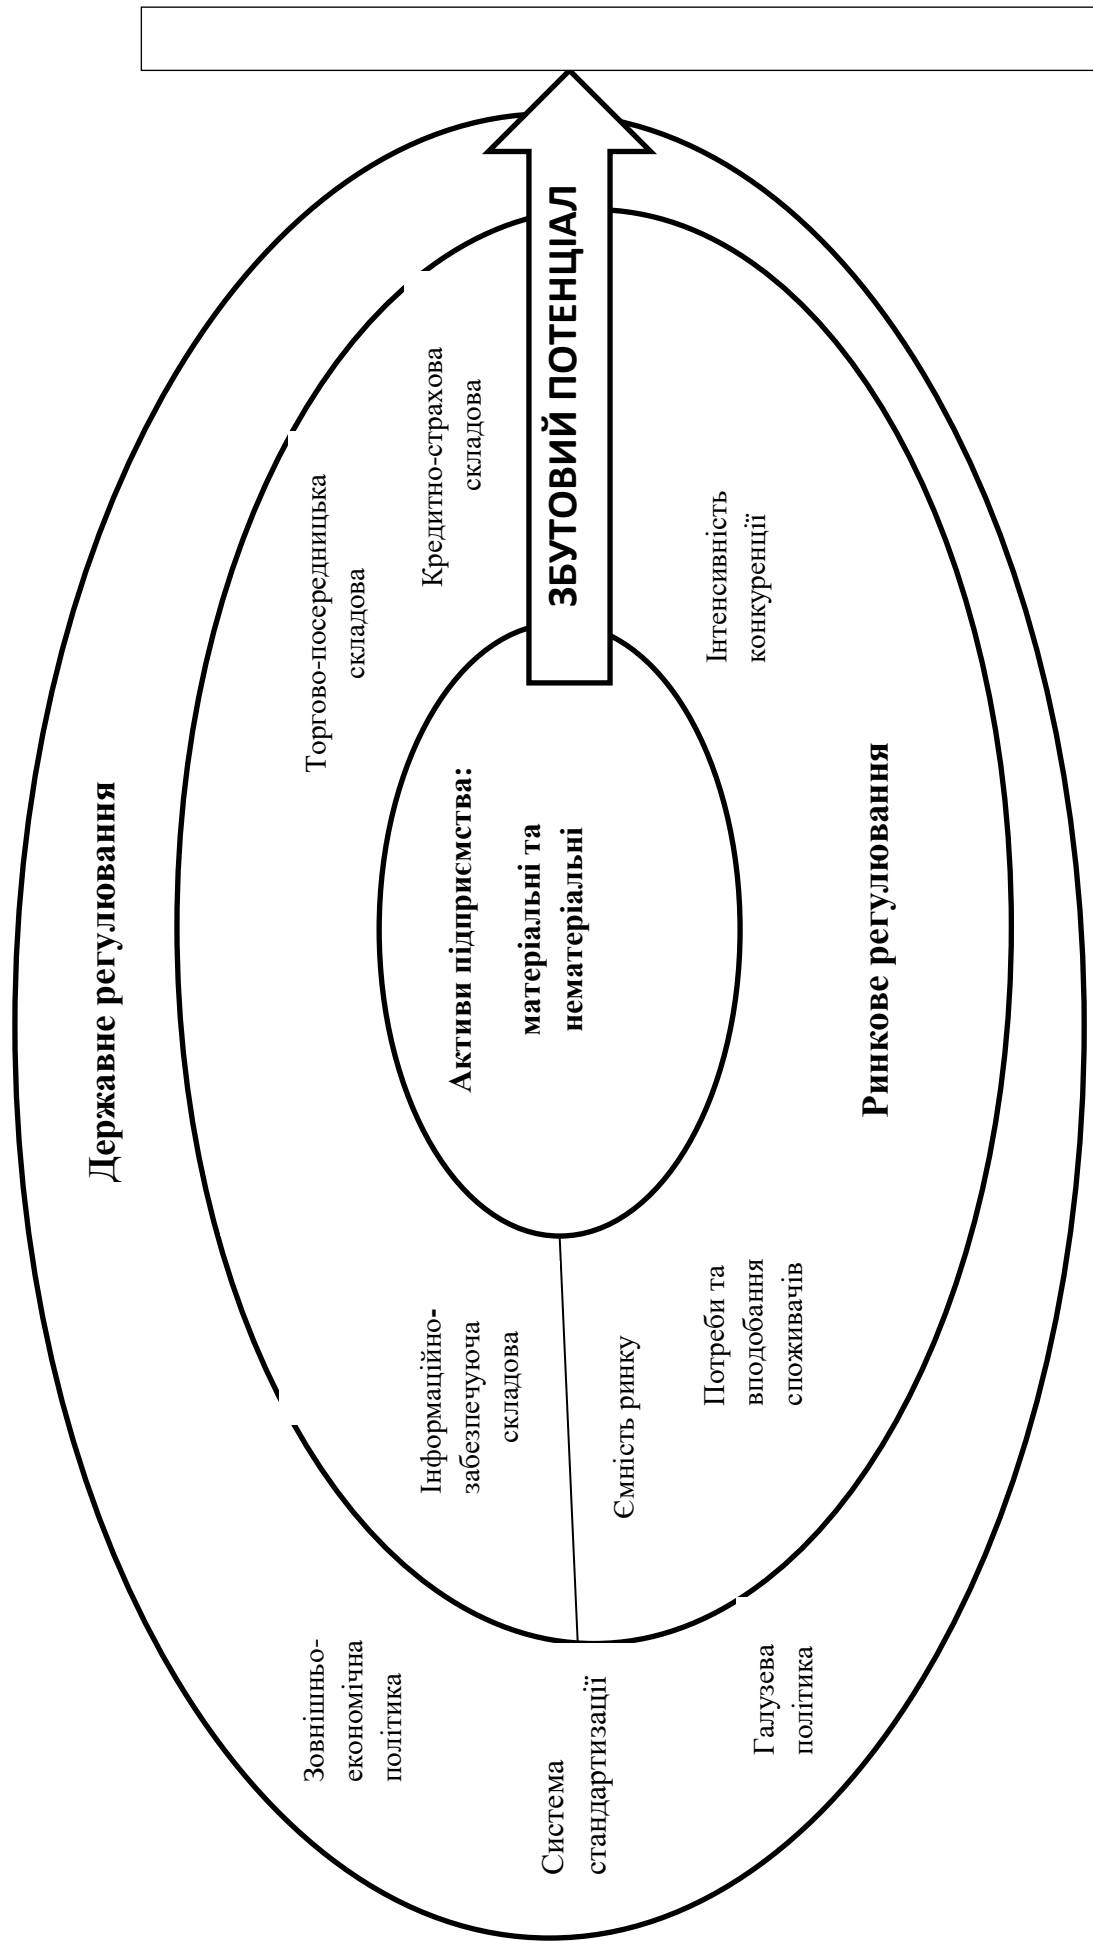 Державне регулювання
Зовнішньо-
економічна
політика
Система
стандартизації
Галузева
політика
Торгово-посередницька
складова
Кредитно-страхова
складова
Інформаційно-
забезпечуюча
складова
Активи підприємства:
матеріальні та
нематеріальні
ЗБУТОВИЙ ПОТЕНЦІАЛ
Ємність ринку
Потреби та
вподобання
споживачів
Інтенсивність
конкуренції
Ринкове регулювання